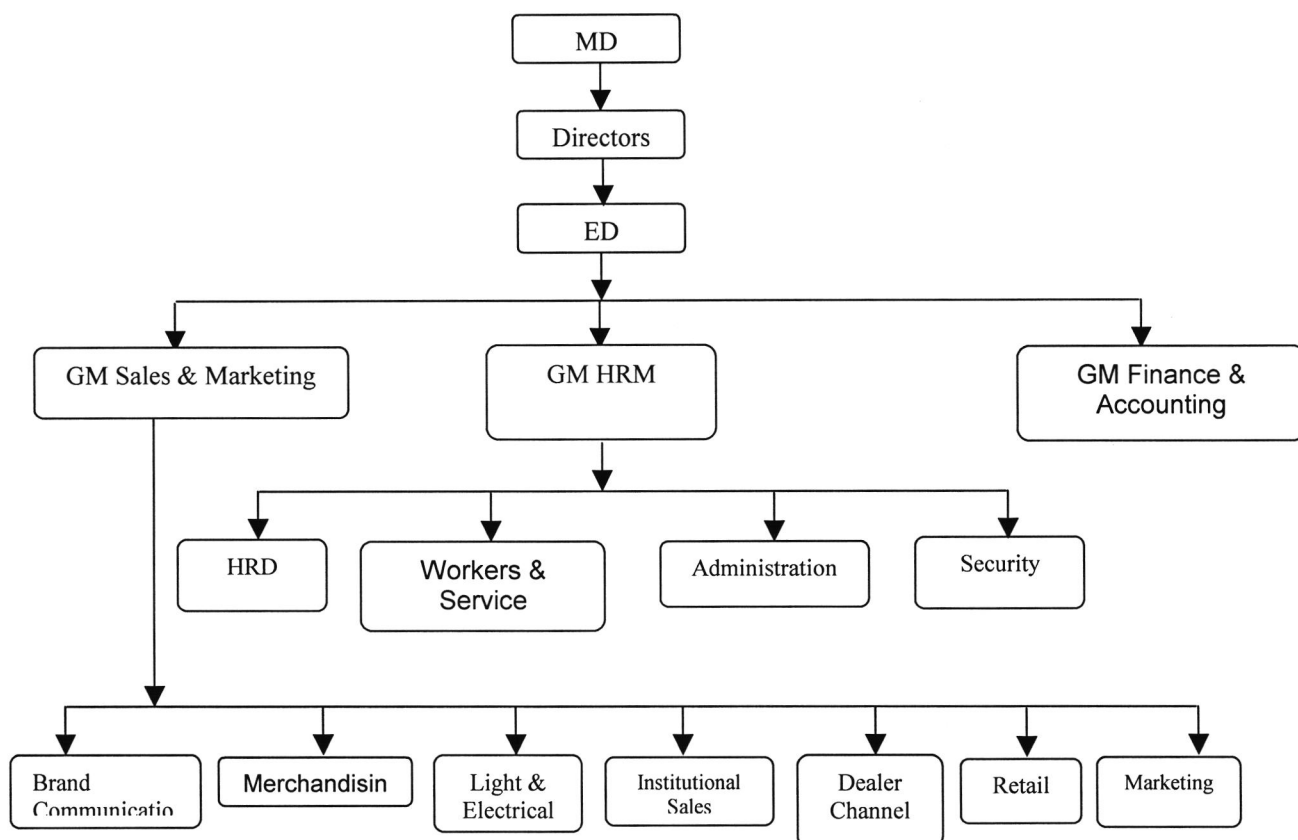 MD
Directors
ED
GM Sales & Marketing
GM HRM
GM Finance &
Accounting
HRD
Workers &
Service
Administration
Security
Brand
Communicatio
Merchandisin
Light &
Electrical
Institutional
Sales
Dealer
Channel
Retail
Marketing